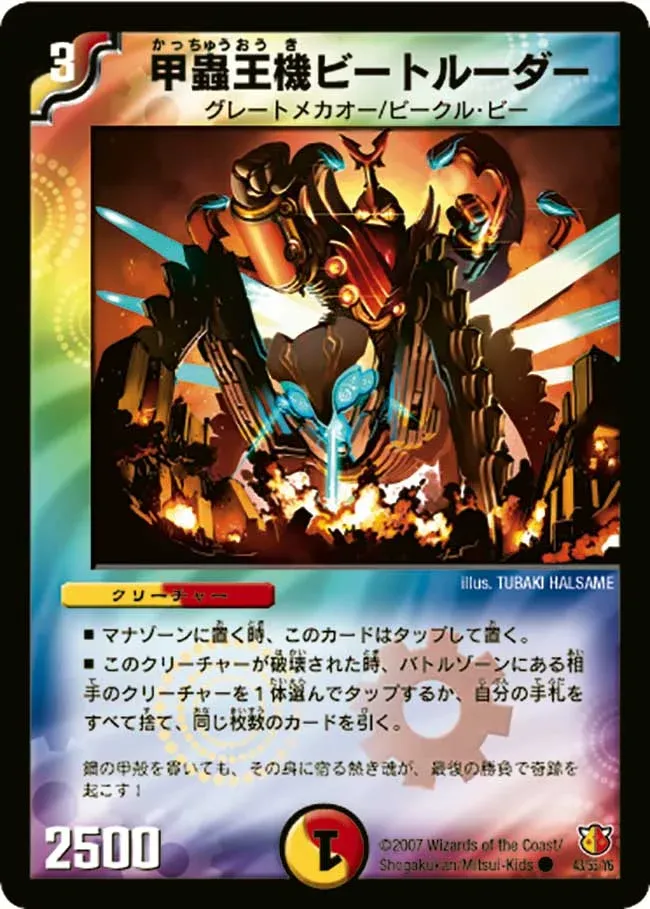 3
かっちゅうおう き
甲蟲王機ビートルーダー
グレートメカオー/ビークル・ビー
illus. TUBAKI HALSAME
クリーチャー
■ マナゾーンに置く時、このカードはタップして置く。
■ このクリーチャーが破壊された時、バトルゾーンにある相
手のクリーチャーを1体選んでタップするか、自分の手札を
すべて捨て、同じ枚数のカードを引く。
鋼の甲殻を貫いても、その身に宿る熱き魂が、最後の勝負で奇跡を
起こす!
2500
1
©2007 Wizards of the Coast/
Shogakukan/Mitsui-Kids
43/55 Y6